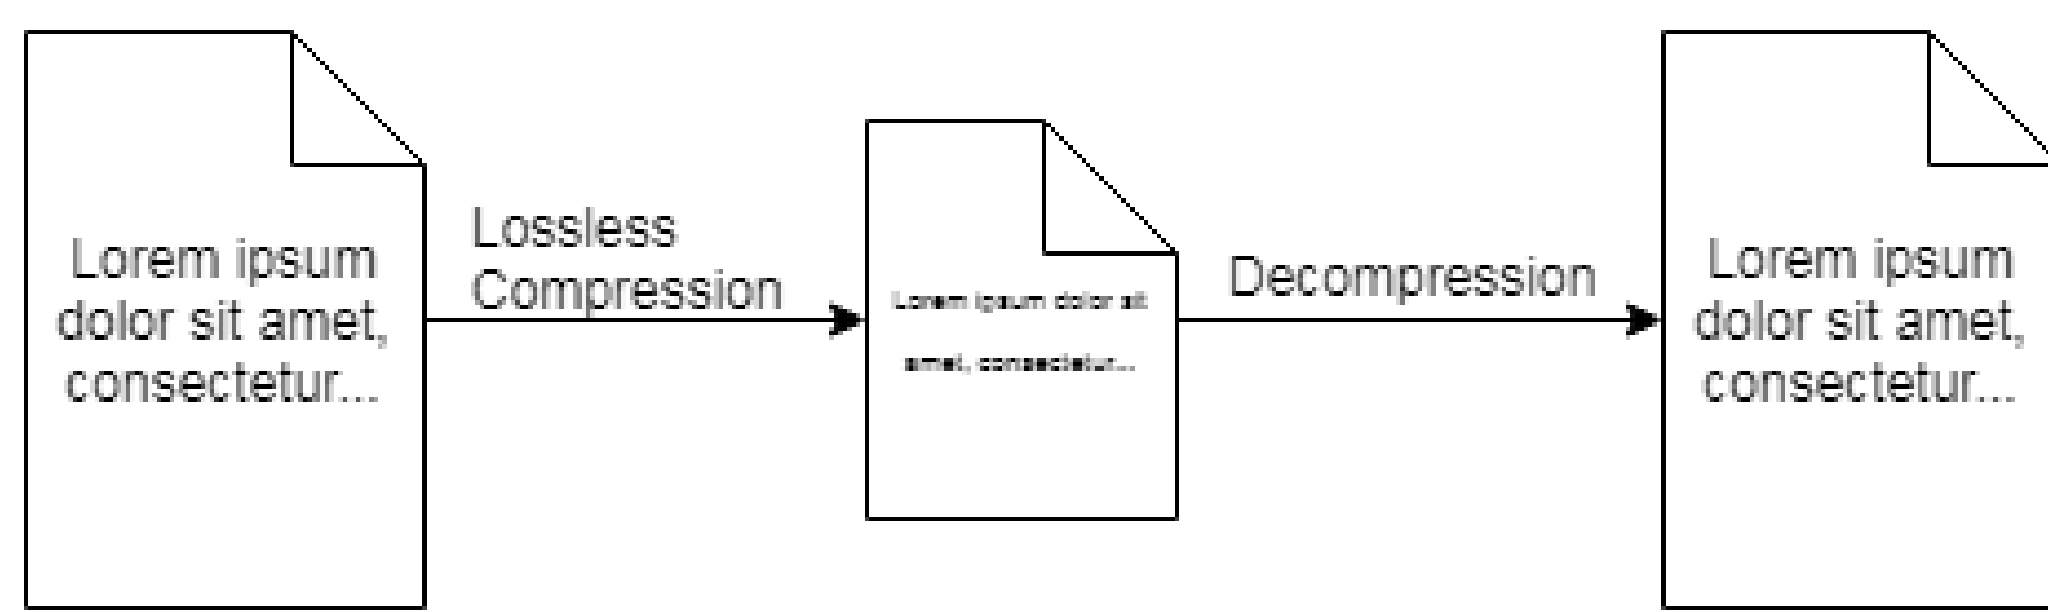 Lorem ipsum
dolor sit amet,
consectetur...
Lossless
Compression
Lorem ipsum dolor sit
amet, consectetur...
Decompression
Lorem ipsum
dolor sit amet,
consectetur...